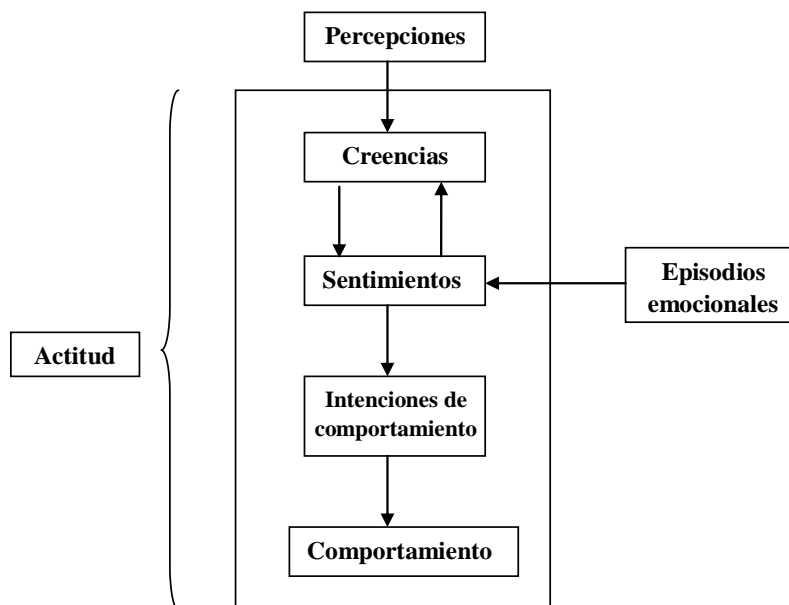 Percepciones
Creencias
Sentimientos
Episodios
emocionales
Actitud
Intenciones de
comportamiento
Comportamiento